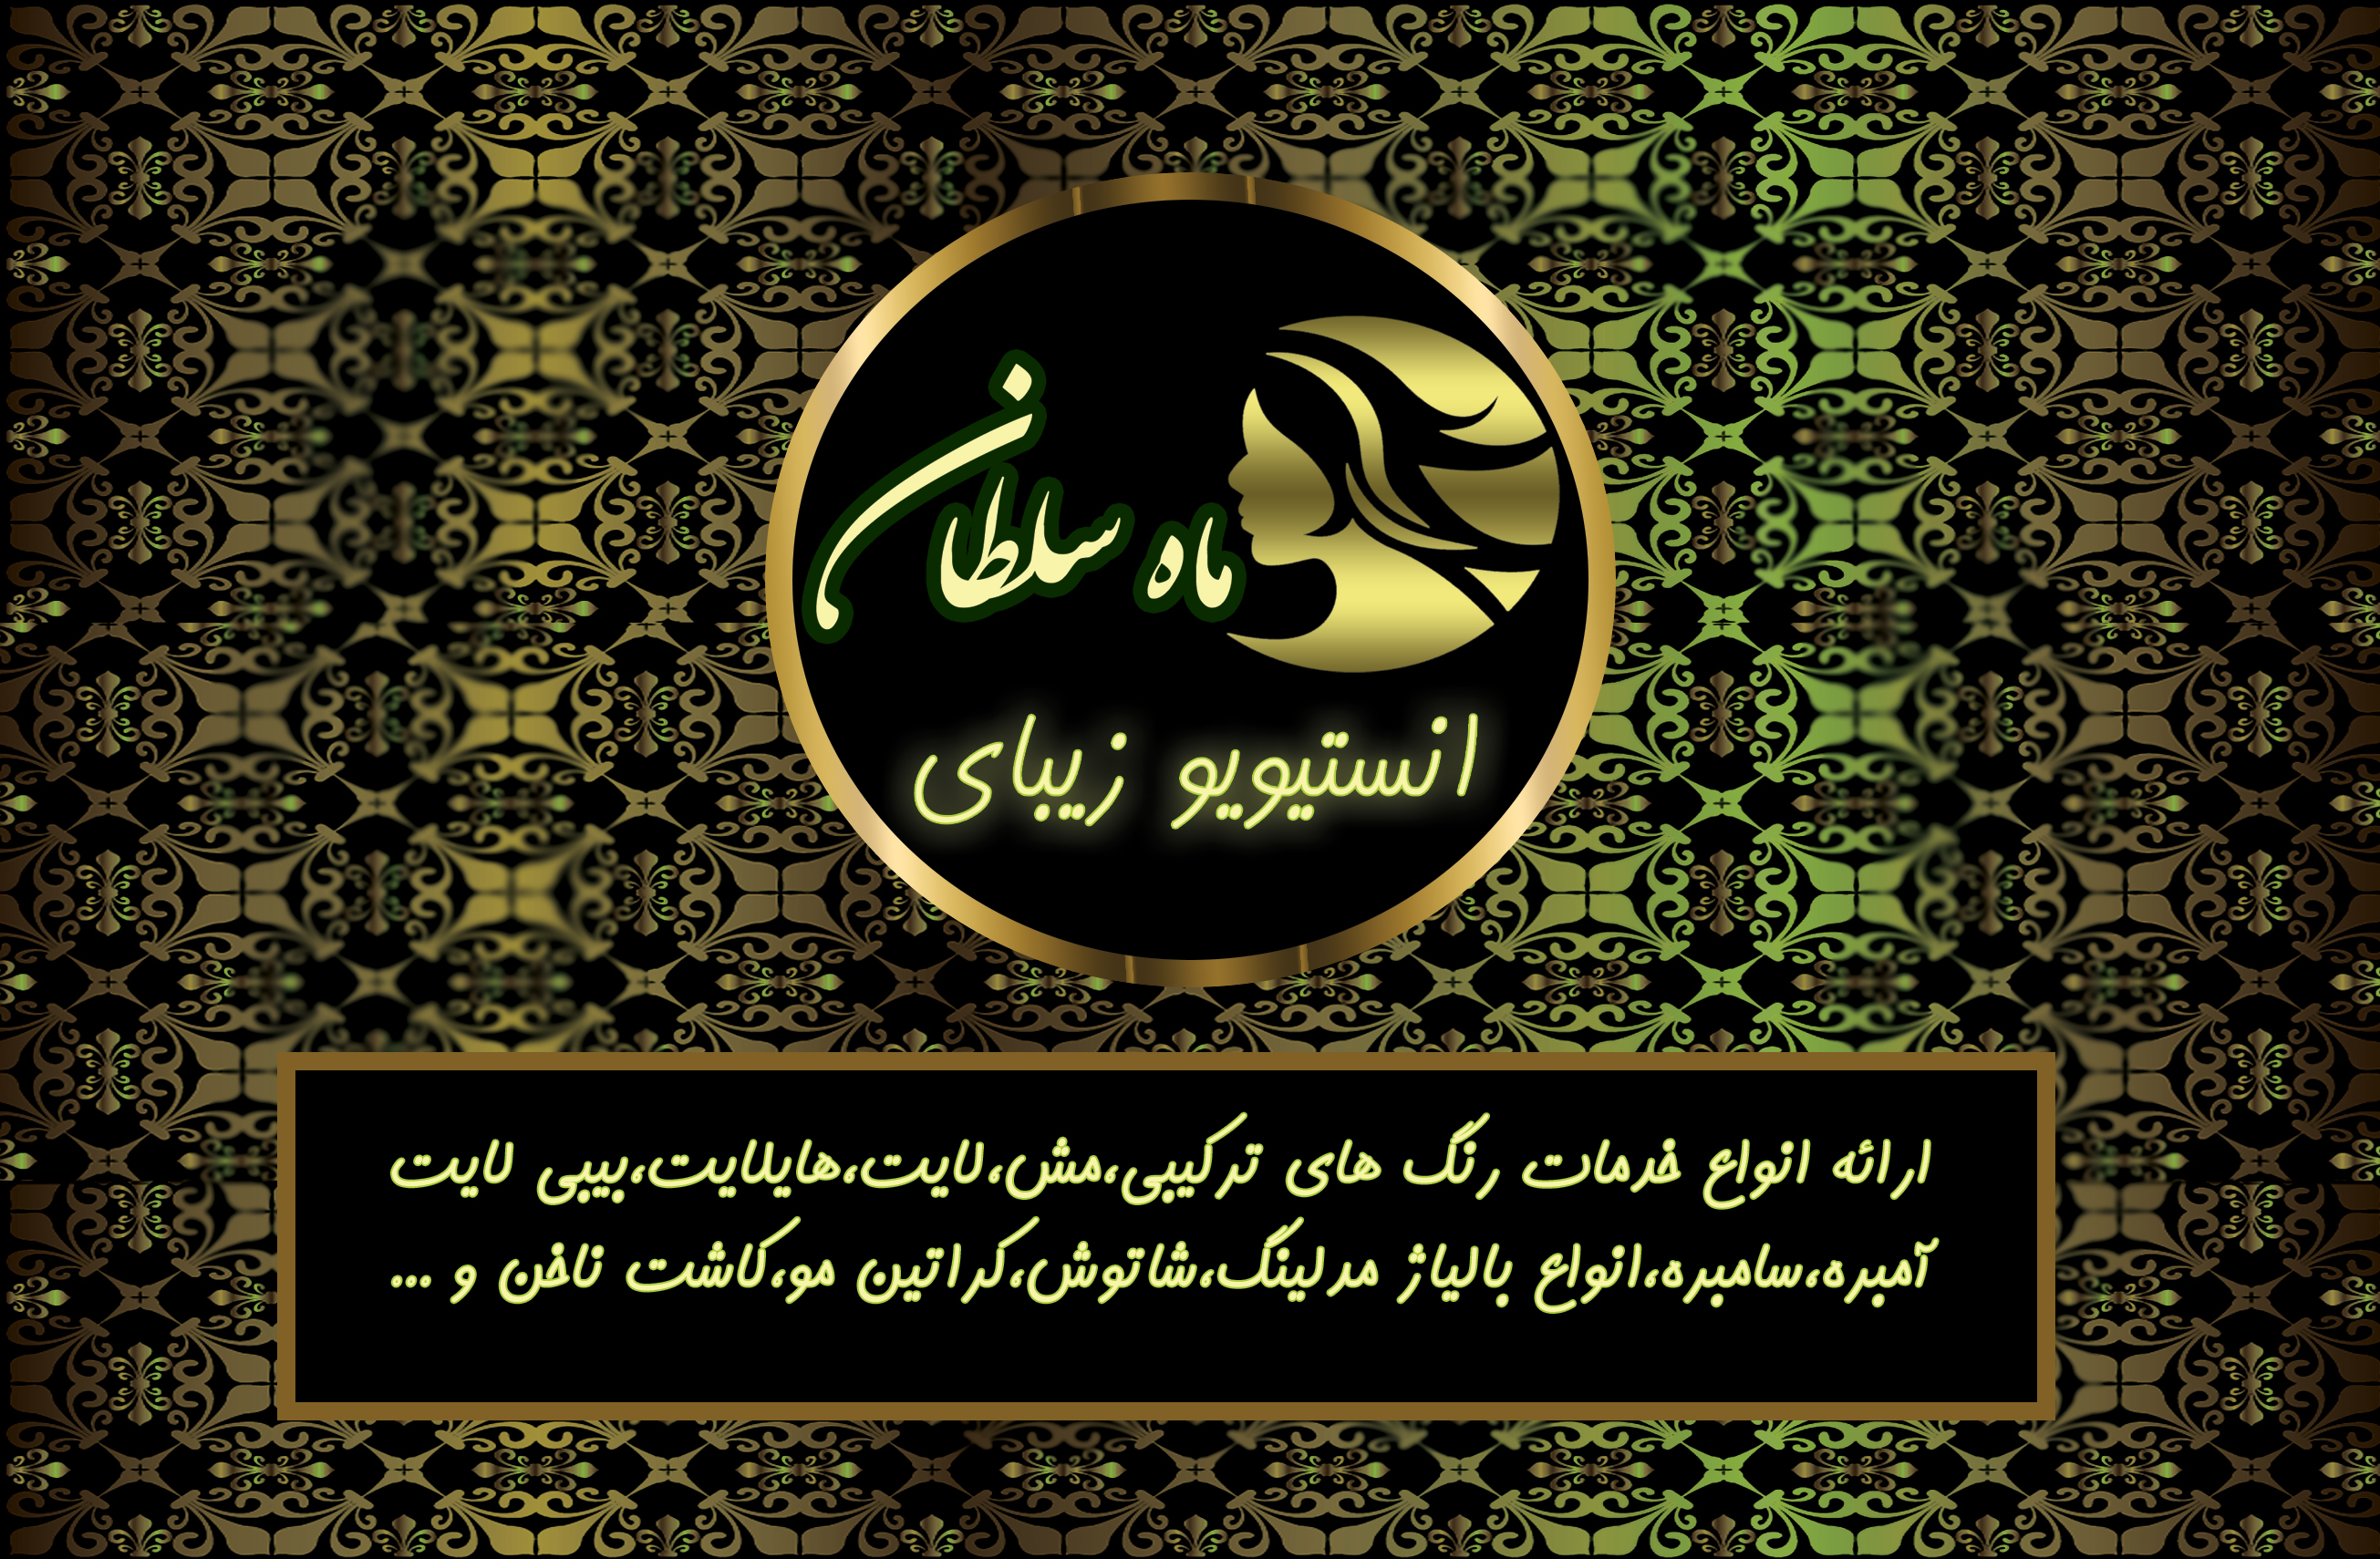 ماه سلطان
انستیویو زیبای
ارائه انواع خدمات رنگ های ترکیبی،مش،لایت،هایلایت،بیبی لایت
آمبره،سامبره،انواع بالیاژ مدلینگ،شاتوش،کراتین مو،کاشت ناخن و ...